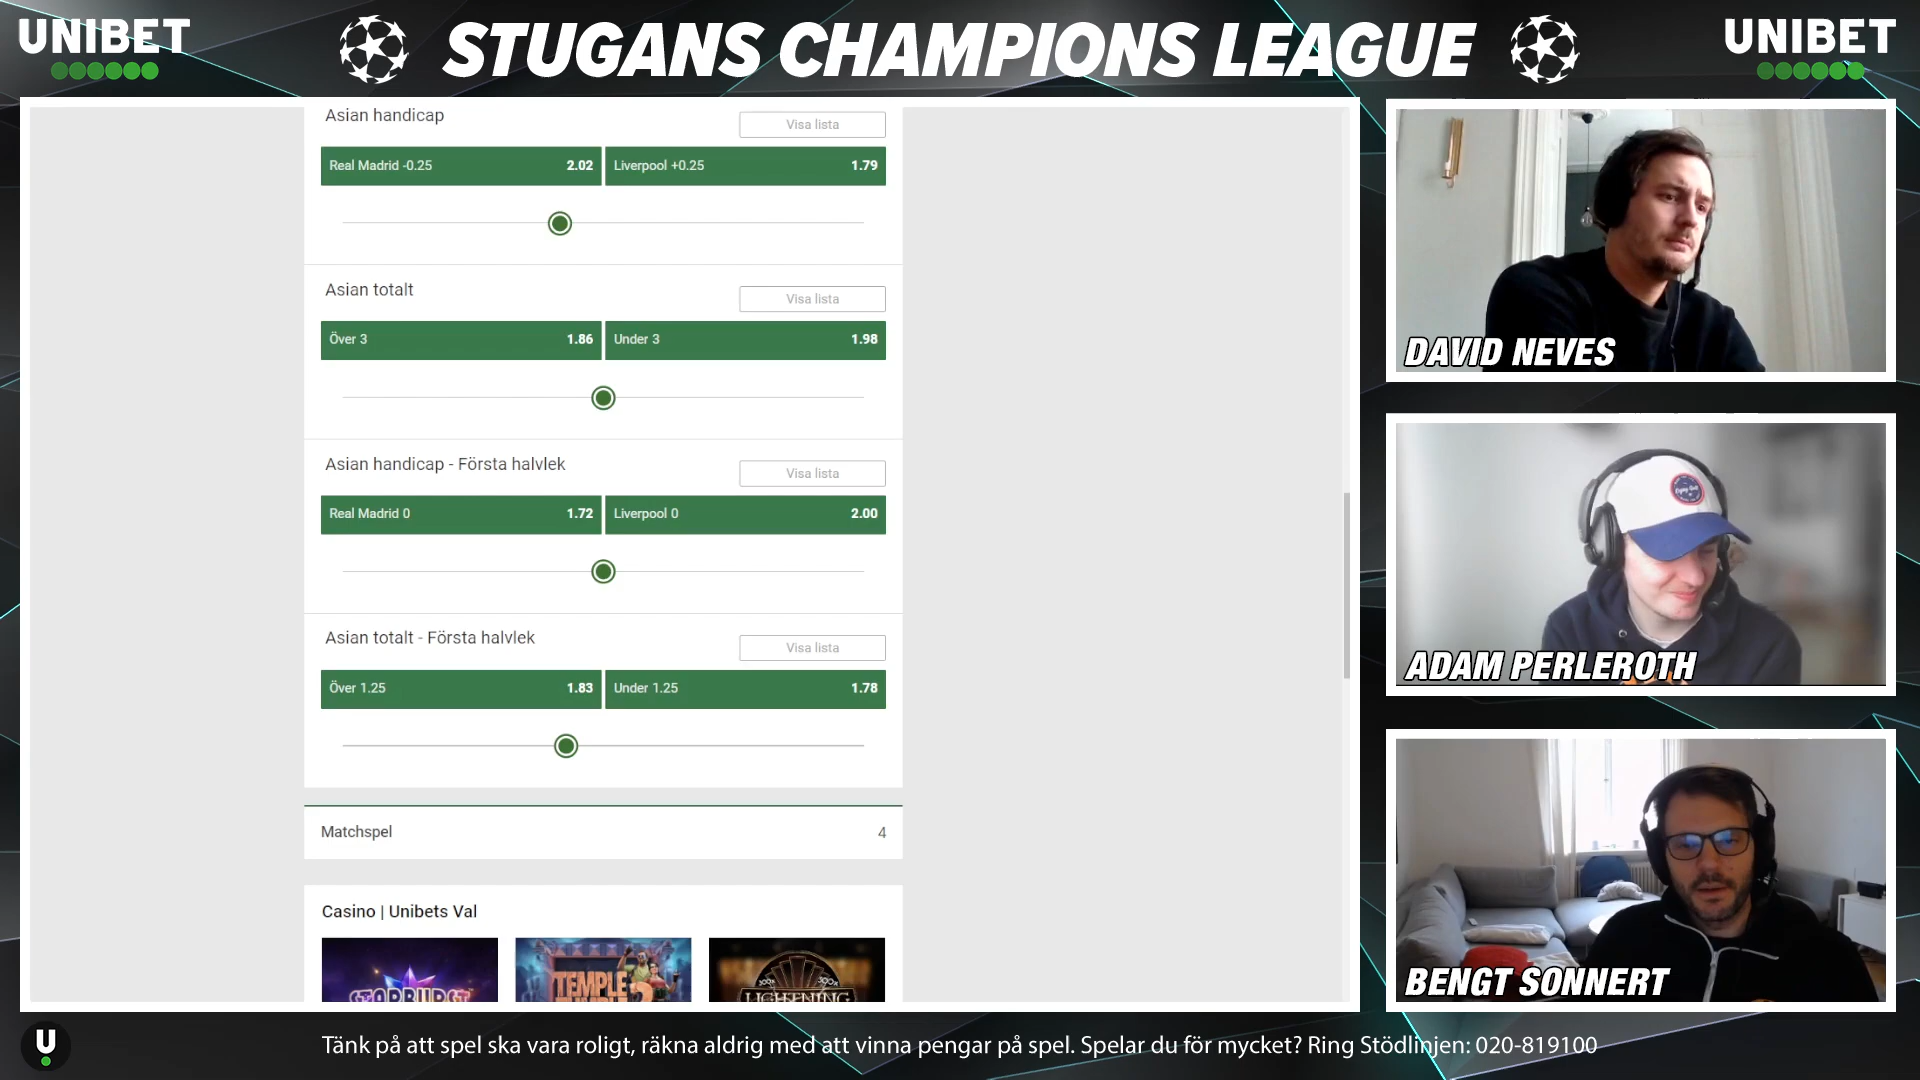 UNIBET
STUGANS CHAMPIONS LEAGUE
UNIBET
Asian handicap
Visa lista
Real Madrid -0.25 2.02 Liverpool +0.25 1.79
Asian totalt
Visa lista
Över 3 1.86 Under 3 1.98
Asian handicap - Första halvlek
Visa lista
Real Madrid 0 1.72 Liverpool 0 2.00
Asian totalt - Första halvlek
Visa lista
Över 1.25 1.83 Under 1.25 1.78
Matchspel 4
Casino | Unibets Val
STARBURST
TEMPLE
LIGHTNING
DAVID NEVES
ADAM PERLEROTH
BENGT SONNERT
U
Tänk på att spel ska vara roligt, räkna aldrig med att vinna pengar på spel. Spelar du för mycket? Ring Stödlinjen: 020-819100